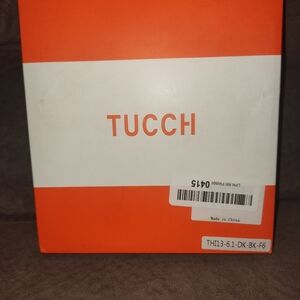 TUCCH
0415
Made in China
THI13-6.1-DK-BK-F6